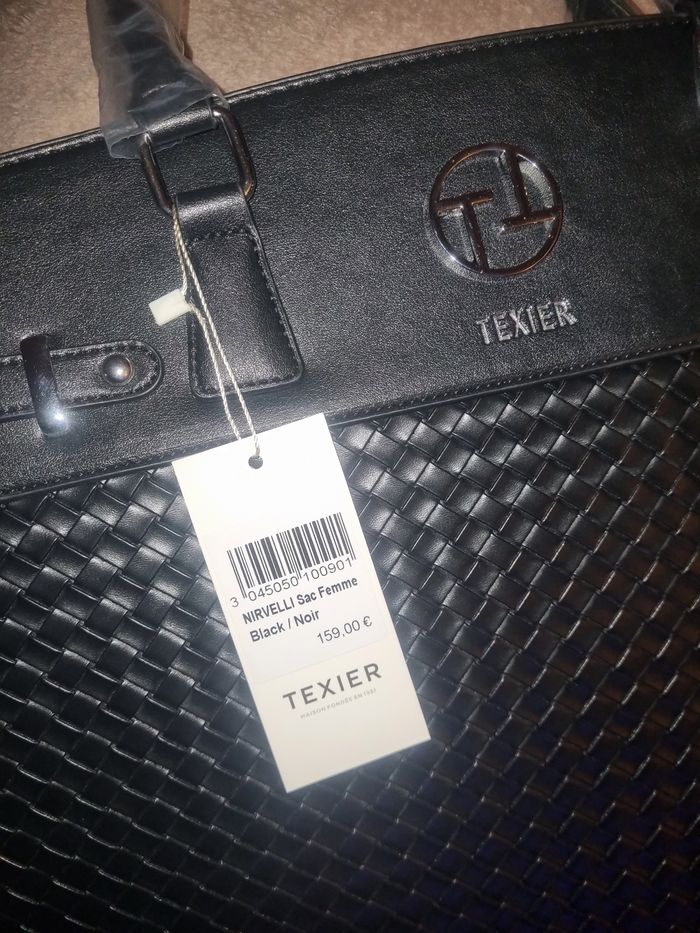 TEXIER
3 045050 100901
NIRVELLI Sac Femme
Black / Noir
159,00 €
TEXIER
MAISON FONDÉE EN 1951